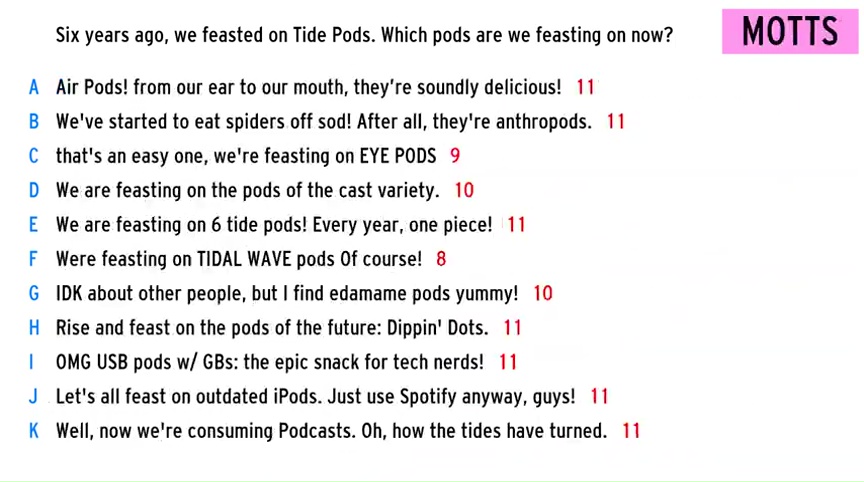 Six years ago, we feasted on Tide Pods. Which pods are we feasting on now?
MOTTS
A Air Pods! from our ear to our mouth, they're soundly delicious! 11
B We've started to eat spiders off sod! After all, they're anthropods. 11
C that's an easy one, we're feasting on EYE PODS 9
D We are feasting on the pods of the cast variety. 10
E We are feasting on 6 tide pods! Every year, one piece! 11
F Were feasting on TIDAL WAVE pods Of course! 8
G IDK about other people, but I find edamame pods yummy! 10
H Rise and feast on the pods of the future: Dippin' Dots. 11
I OMG USB pods w/ GBs: the epic snack for tech nerds! 11
J Let's all feast on outdated iPods. Just use Spotify anyway, guys! 11
K Well, now we're consuming Podcasts. Oh, how the tides have turned. 11